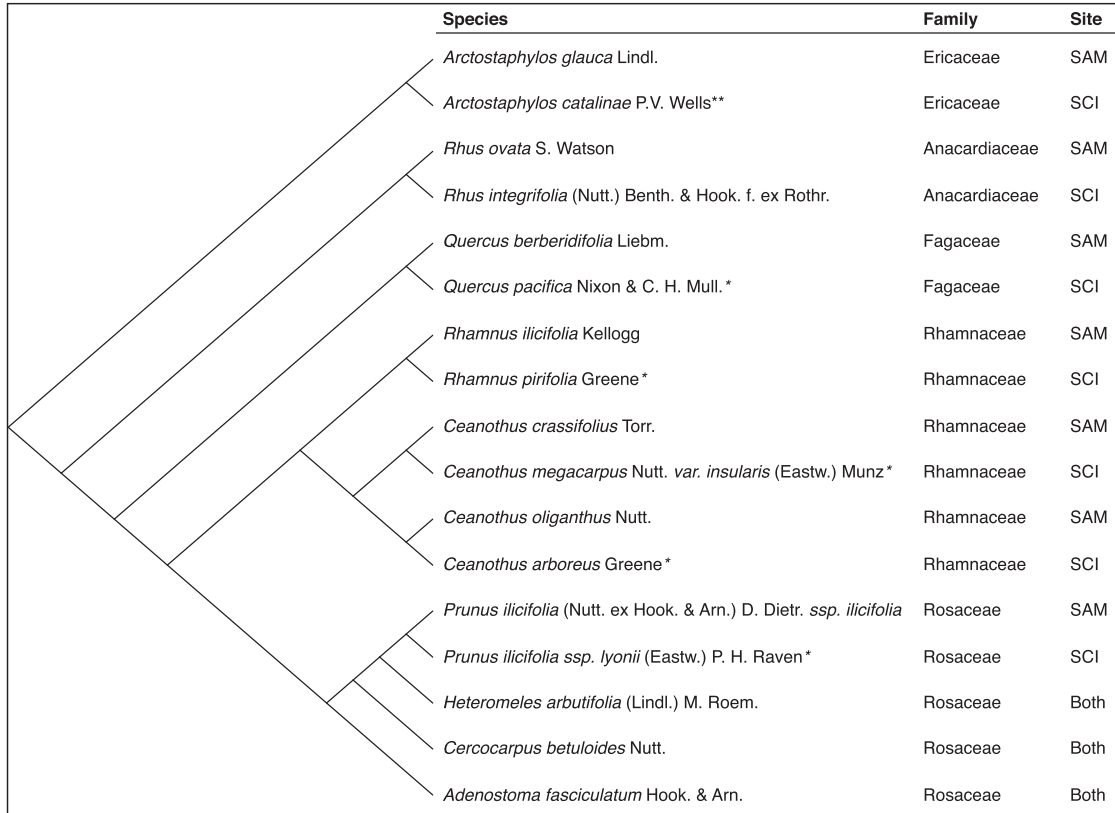 Species Family Site
Arctostaphylos glauca Lindl. Ericaceae SAM
Arctostaphylos catalinae P.V. Wells** Ericaceae SCI
Rhus ovata S. Watson Anacardiaceae SAM
Rhus integrifolia (Nutt.) Benth. & Hook. f. ex Rothr. Anacardiaceae SCI
Quercus berberidifolia Liebm. Fagaceae SAM
Quercus pacifica Nixon & C. H. Mull.* Fagaceae SCI
Rhamnus ilicifolia Kellogg Rhamnaceae SAM
Rhamnus pirifolia Greene* Rhamnaceae SCI
Ceanothus crassifolius Torr. Rhamnaceae SAM
Ceanothus megacarpus Nutt. var. insularis (Eastw.) Munz* Rhamnaceae SCI
Ceanothus oliganthus Nutt. Rhamnaceae SAM
Ceanothus arboreus Greene* Rhamnaceae SCI
Prunus ilicifolia (Nutt. ex Hook. & Arn.) D. Dietr. ssp. ilicifolia Rosaceae SAM
Prunus ilicifolia ssp. lyonii (Eastw.) P. H. Raven* Rosaceae SCI
Heteromeles arbutifolia (Lindl.) M. Roem. Rosaceae Both
Cercocarpus betuloides Nutt. Rosaceae Both
Adenostoma fasciculatum Hook. & Arn. Rosaceae Both